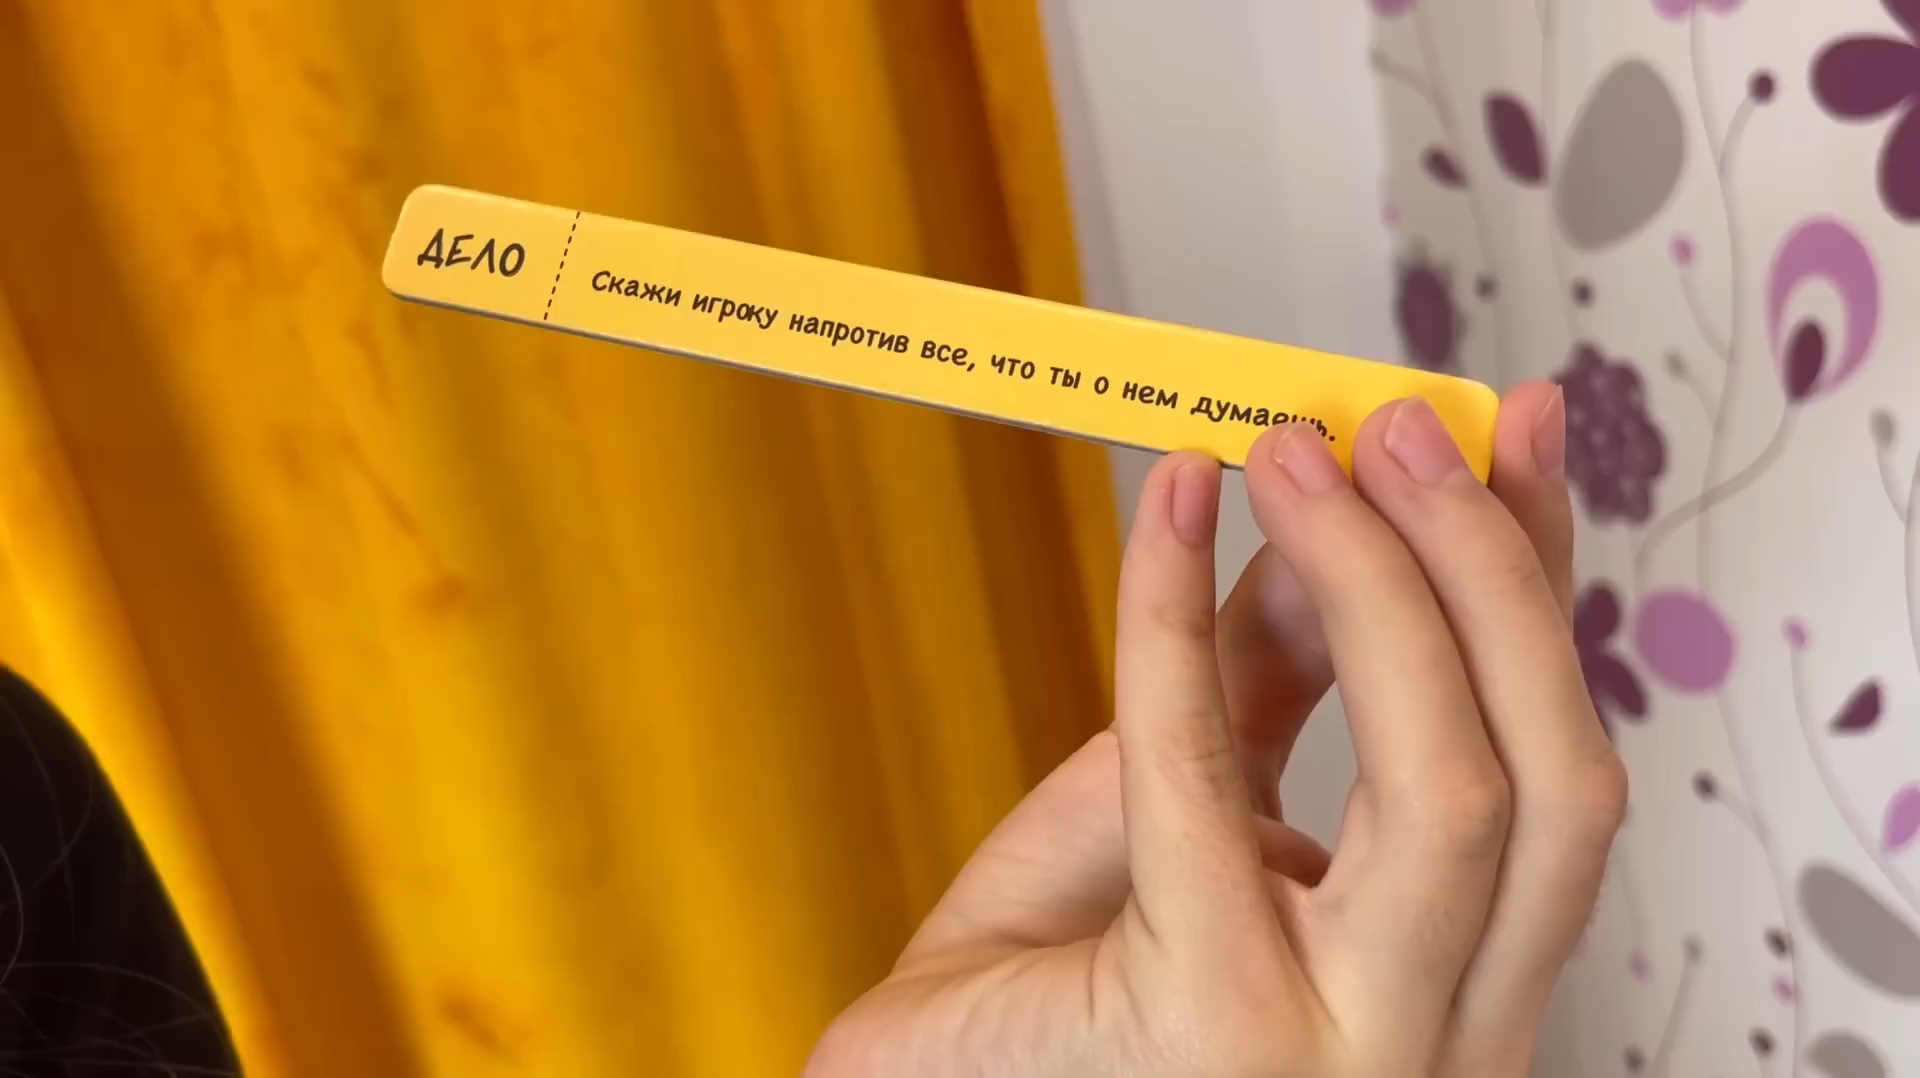 ДЕЛО
Скажи игроку напротив все, что ты о нем думаешь.